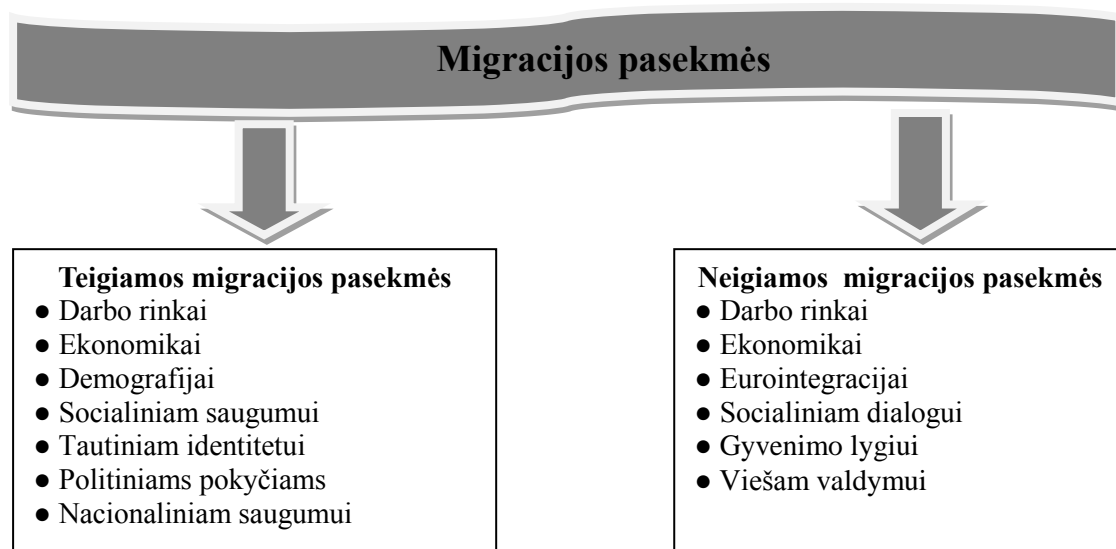 Migracijos pasekmės
Teigiamos migracijos pasekmės
● Darbo rinkai
● Ekonomikai
● Demografijai
● Socialiniam saugumui
● Tautiniam identitetui
● Politiniams pokyčiams
● Nacionaliniam saugumui
Neigiamos migracijos pasekmės
● Darbo rinkai
● Ekonomikai
● Eurointegracijai
● Socialiniam dialogui
● Gyvenimo lygiui
● Viešam valdymui